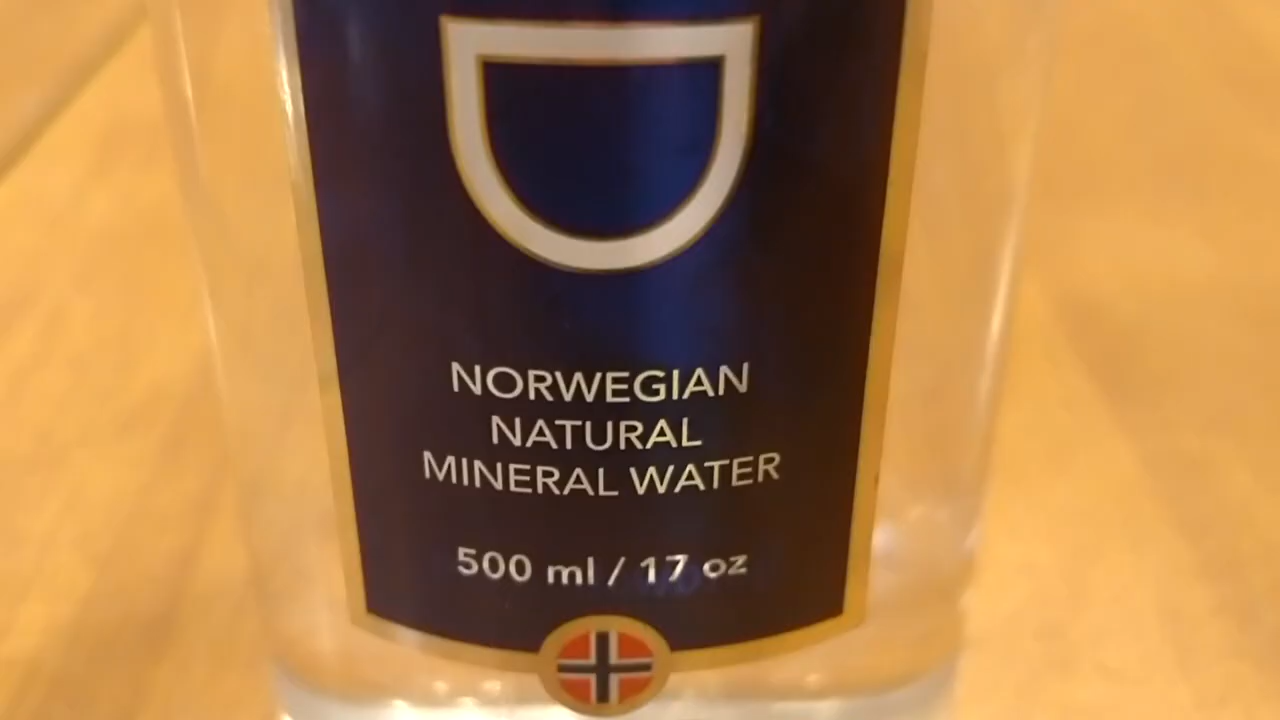 D
NORWEGIAN
NATURAL
MINERAL WATER
500 ml / 17 oz